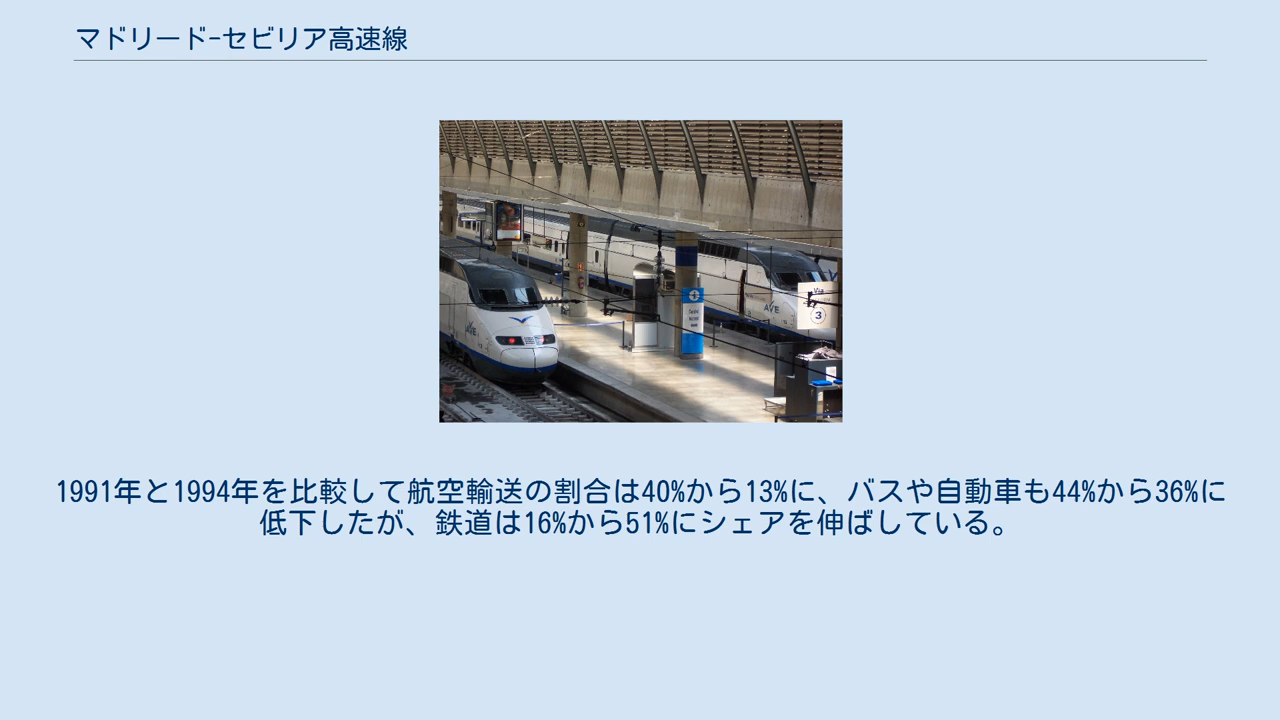 マドリード-セビリア高速線
AVE
AVE
Via
3
1991年と1994年を比較して航空輸送の割合は40%から13%に、バスや自動車も44%から36%に
低下したが、鉄道は16%から51%にシェアを伸ばしている。